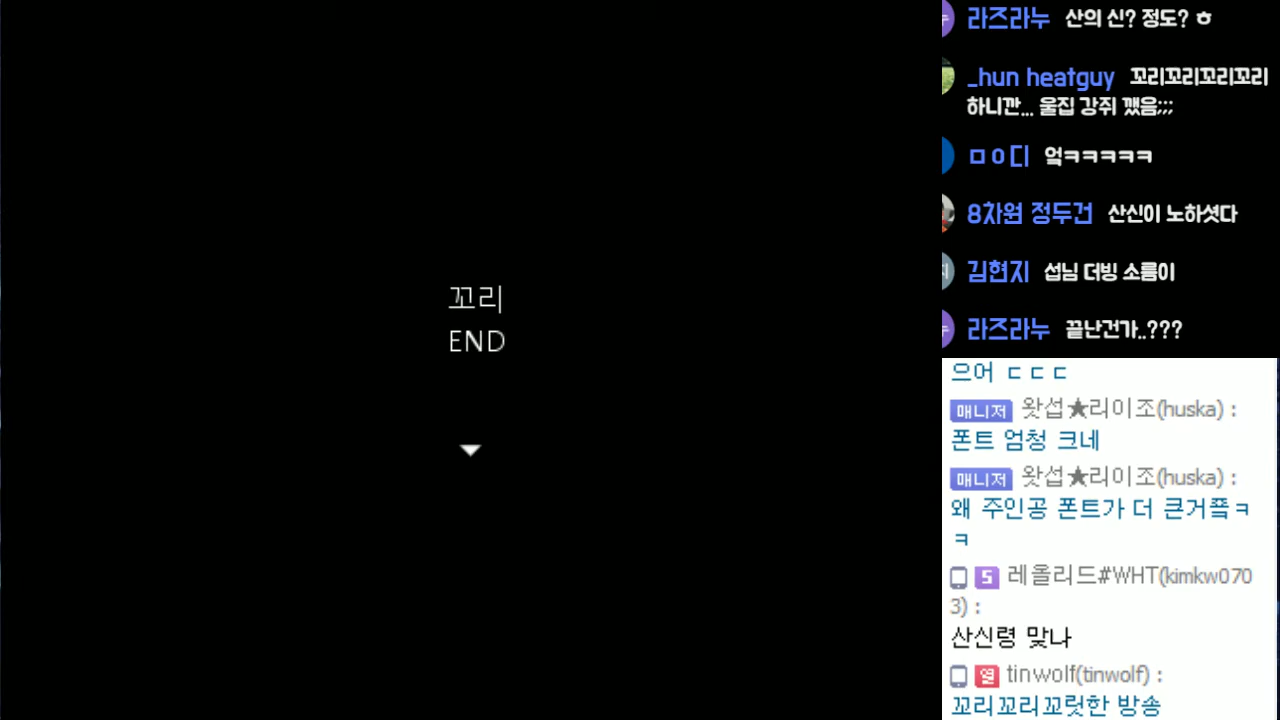 꼬리
END
라즈라누 산의 신? 정도? ㅎ
_hun heatguy 꼬리꼬리꼬리꼬리
하니깐... 울집 강쥐 깼음;;;
ㅁㅇ디 엌ㅋㅋㅋㅋㅋ
8차원 정두건 산신이 노하셧다
김현지 섭님 더빙 소름이
라즈라누 끝난건가..???
으어 ㄷㄷㄷ
매니저 왓섭★리이조(huska) :
폰트 엄청 크네
매니저 왓섭★리이조(huska) :
왜 주인공 폰트가 더 큰거죸ㅋ
ㅋ
5 레올리드#WHT(kimkw070
3) :
산신령 맞나
열 tinwolf(tinwolf) :
꼬리꼬리꼬릿한 방송